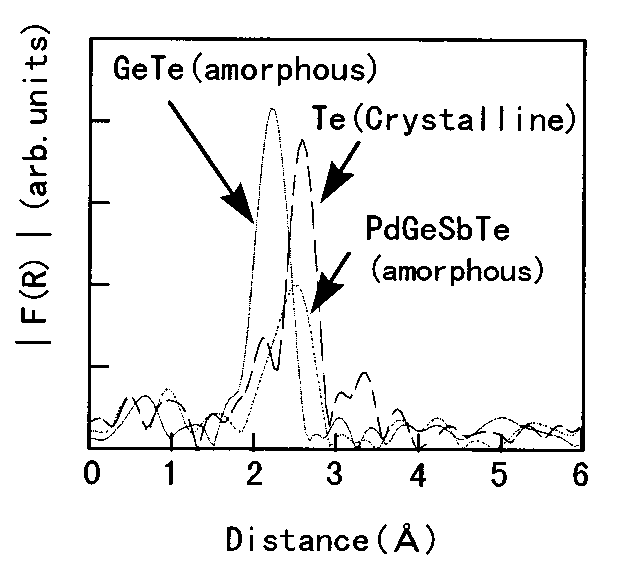 GeTe(amorphous)
Te(Crystalline)
PdGeSbTe
(amorphous)
|F(R)| (arb. units)
0 1 2 3 4 5 6
Distance(Å)